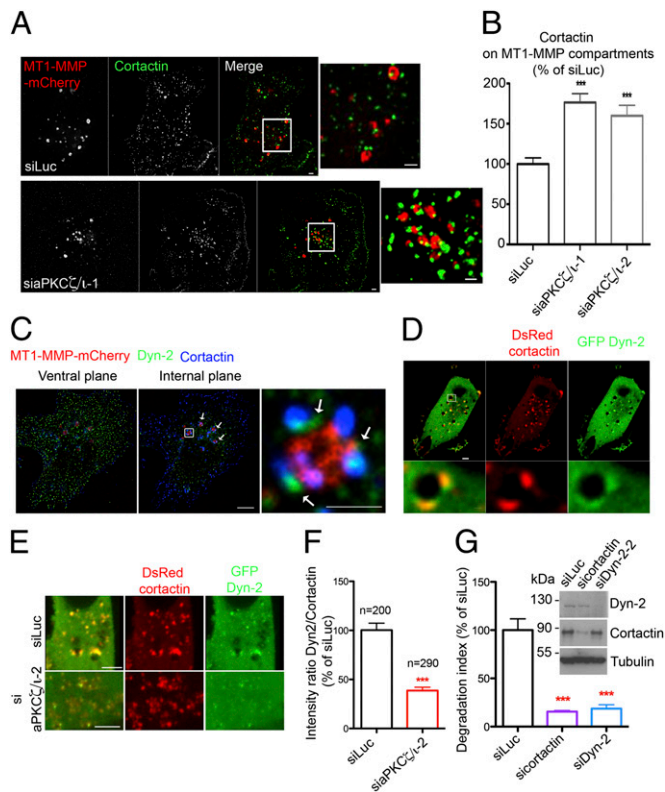 A
MT1-MMP
-mCherry
Cortactin
Merge
siLuc
siaPKCζ/ι-1
B
Cortactin
on MT1-MMP compartments
(% of siLuc)
200
150
100
50
0
***
***
siLuc
siaPKCζ/ι-1
siaPKCζ/ι-2
C
MT1-MMP-mCherry Dyn-2 Cortactin
Ventral plane
Internal plane
D
DsRed
cortactin
GFP Dyn-2
E
DsRed
cortactin
GFP
Dyn-2
siLuc
si
aPKCζ/ι-2
F
Intensity ratio Dyn2/Cortactin
(% of siLuc)
150
100
50
0
n=200
n=290
***
siLuc
siaPKCζ/ι-2
G
Degradation index (% of siLuc)
150
100
50
0
***
***
siLuc
sicortactin
siDyn-2
kDa
siLuc
sicortactin
siDyn-2-2
130
90
55
Dyn-2
Cortactin
Tubulin